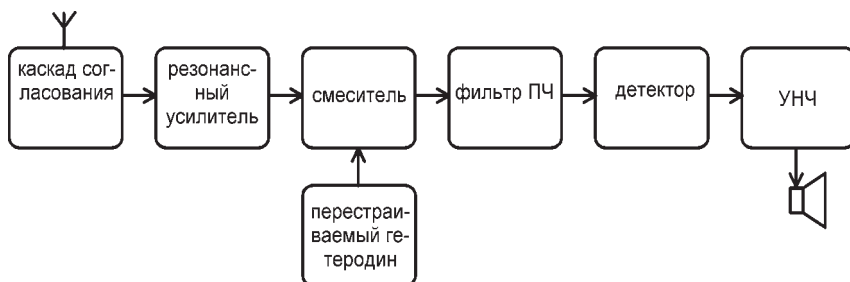 каскад сог-
ласования
резонанс-
ный
усилитель
смеситель
фильтр ПЧ
детектор
УНЧ
перестраи-
ваемый ге-
теродин